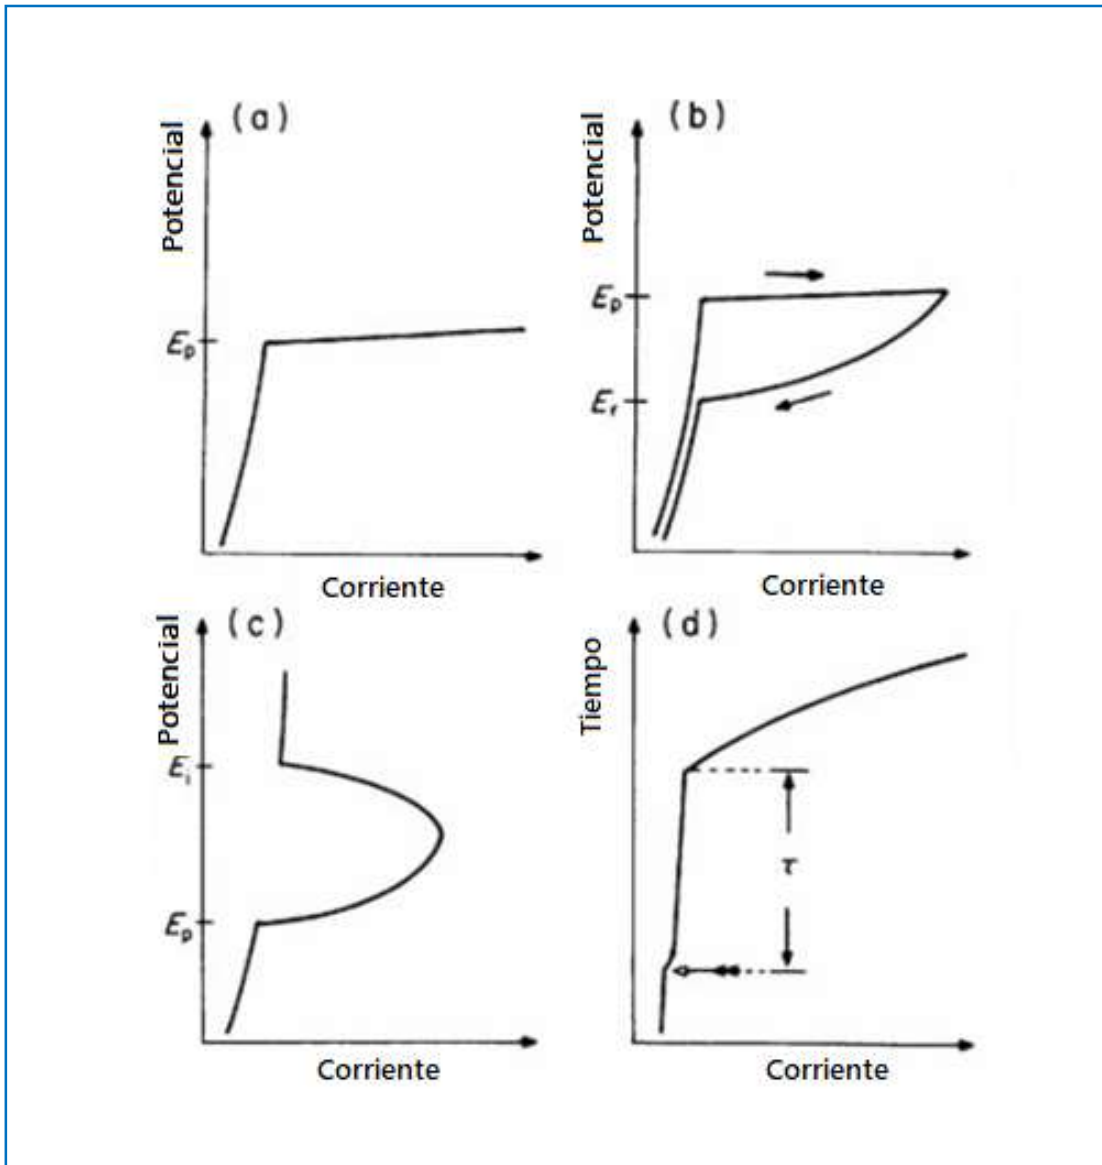 (a)
Potencial
Ep
Corriente
(b)
Potencial
Ep
Er
Corriente
(c)
Potencial
Ei
Ep
Corriente
(d)
Tiempo
τ
Corriente